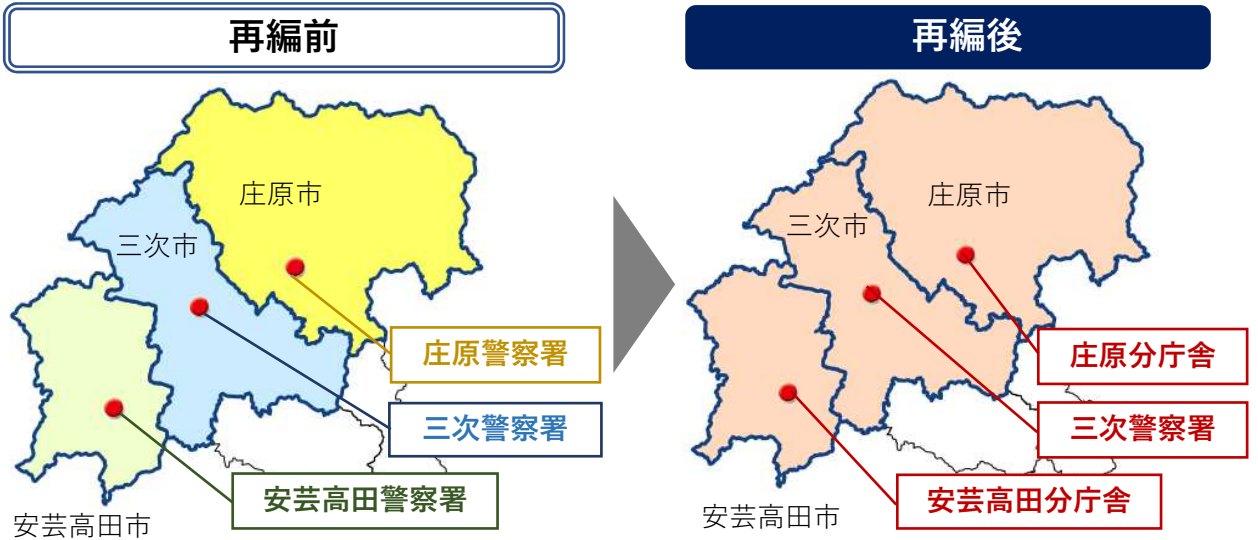 再編前
庄原市
三次市
庄原警察署
三次警察署
安芸高田警察署
安芸高田市
再編後
庄原市
三次市
庄原分庁舎
三次警察署
安芸高田分庁舎
安芸高田市